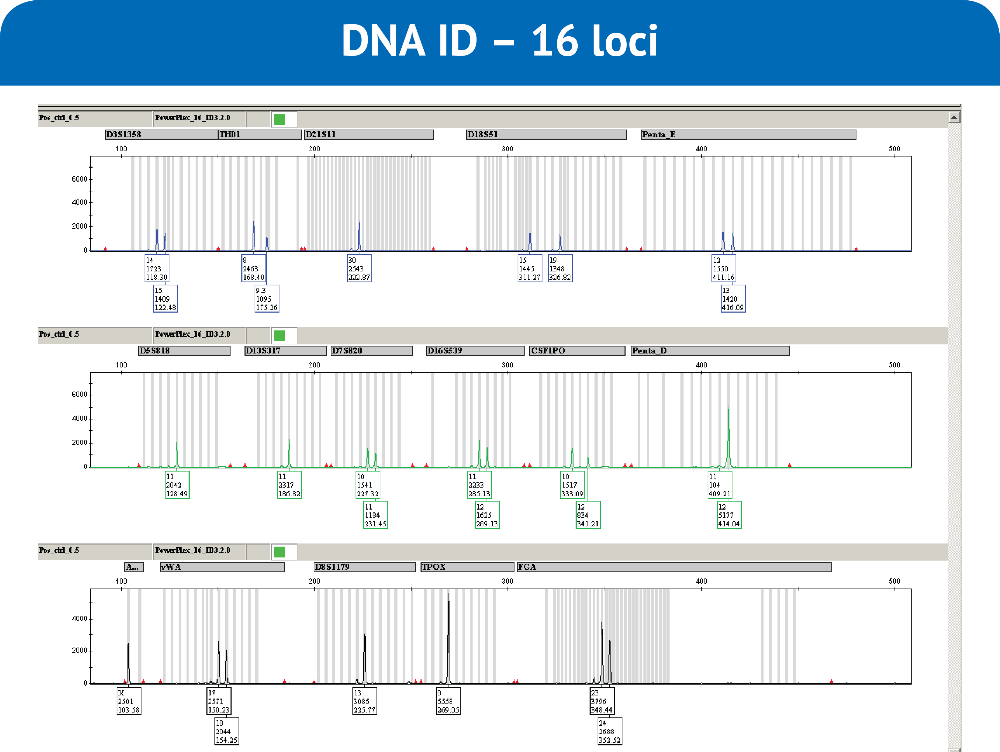 DNA ID – 16 loci
Pos_ctrl_0.5 PowerPlex_16_ID3.2.0
D3S1358 TH01 D21S11 D18S51 Penta_E
100 200 300 400 500
6000
4000
2000
0
14 8 30 15 19 12
1723 2463 2543 1445 1348 1550
118.30 168.40 222.87 311.27 326.82 411.16
15 9.3 13
1409 1095 1420
122.48 175.26 416.09
Pos_ctrl_0.5 PowerPlex_16_ID3.2.0
D5S818 D13S317 D7S820 D16S539 CSF1PO Penta_D
100 200 300 400 500
6000
4000
2000
0
11 11 10 11 10 11
2042 2317 1541 2233 1517 104
128.49 186.82 227.32 285.13 333.09 409.21
11 12 12 12
1184 1625 834 5177
231.45 289.13 341.21 414.04
Pos_ctrl_0.5 PowerPlex_16_ID3.2.0
A... vWA D8S1179 TPOX FGA
100 200 300 400 500
4000
2000
0
X 17 13 8 23
2501 2571 3086 5558 3796
103.58 150.23 225.77 269.05 348.44
18 24
2044 2688
154.25 352.52